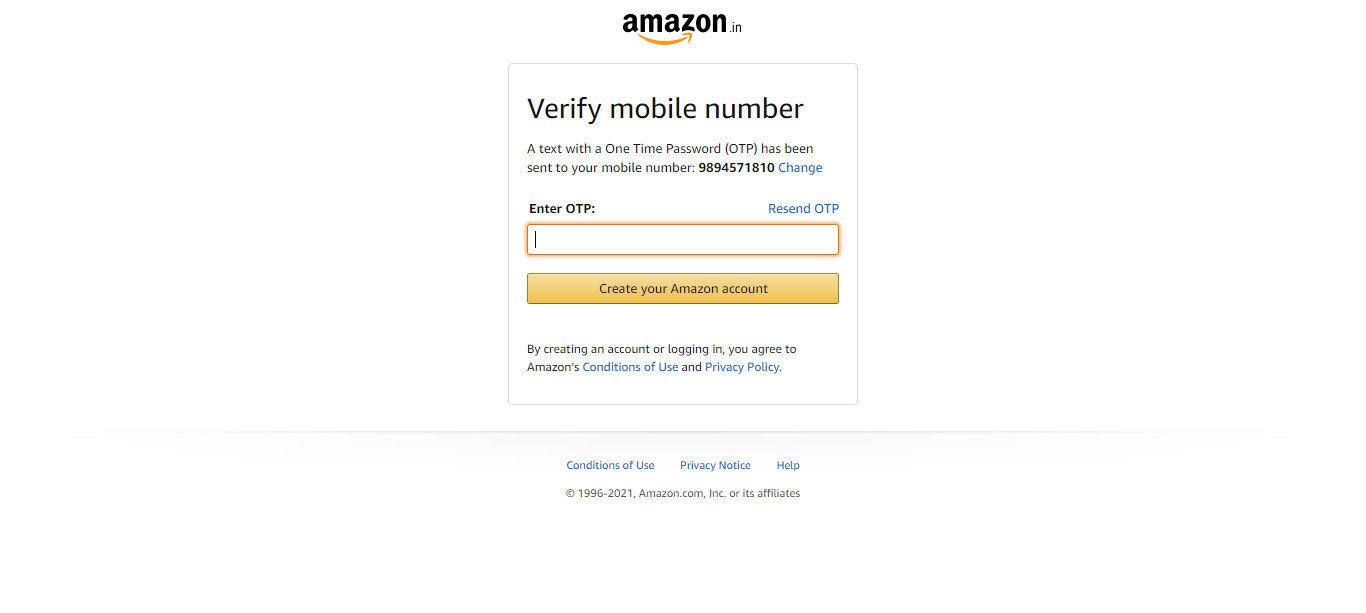 amazon.in
Verify mobile number
A text with a One Time Password (OTP) has been
sent to your mobile number: 9894571810 Change
Enter OTP: Resend OTP
Create your Amazon account
By creating an account or logging in, you agree to
Amazon's Conditions of Use and Privacy Policy.
Conditions of Use Privacy Notice Help
© 1996-2021, Amazon.com, Inc. or its affiliates